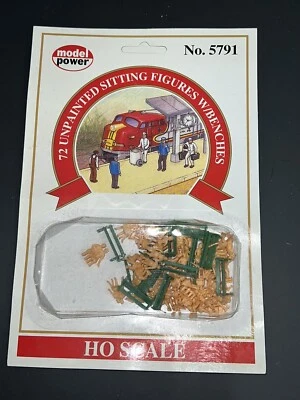 model
power
No. 5791
72 UNPAINTED SITTING FIGURES W/BENCHES
HO SCALE